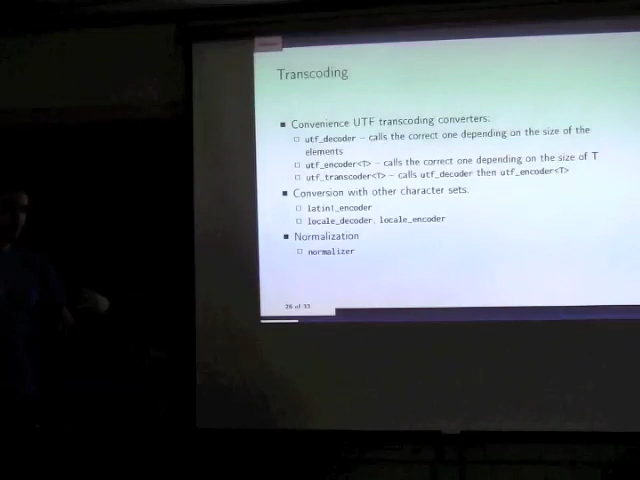 Transcoding
Convenience UTF transcoding converters:
utf_decoder – calls the correct one depending on the size of the
elements
utf_encoder<T> – calls the correct one depending on the size of T
utf_transcoder<T> – calls utf_decoder then utf_encoder<T>
Conversion with other character sets:
latin1_encoder
locale_decoder, locale_encoder
Normalization
normalizer
26 of 33